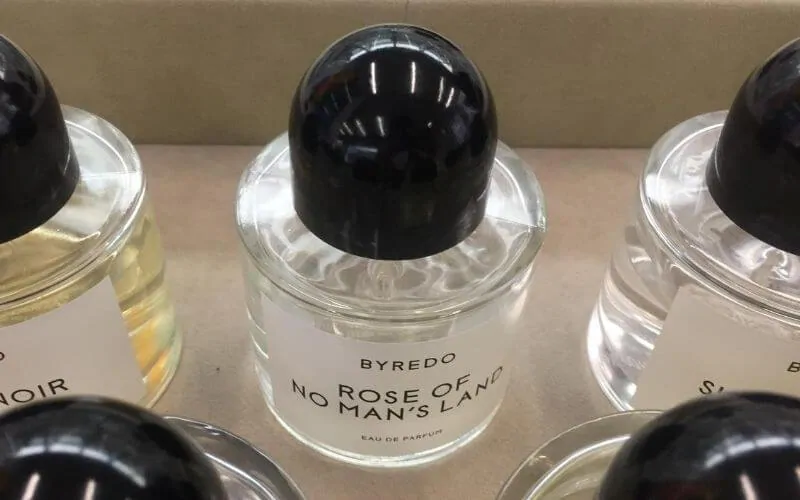 BYREDO
ROSE OF
NO MAN'S LAND
EAU DE PARFUM
NOIR